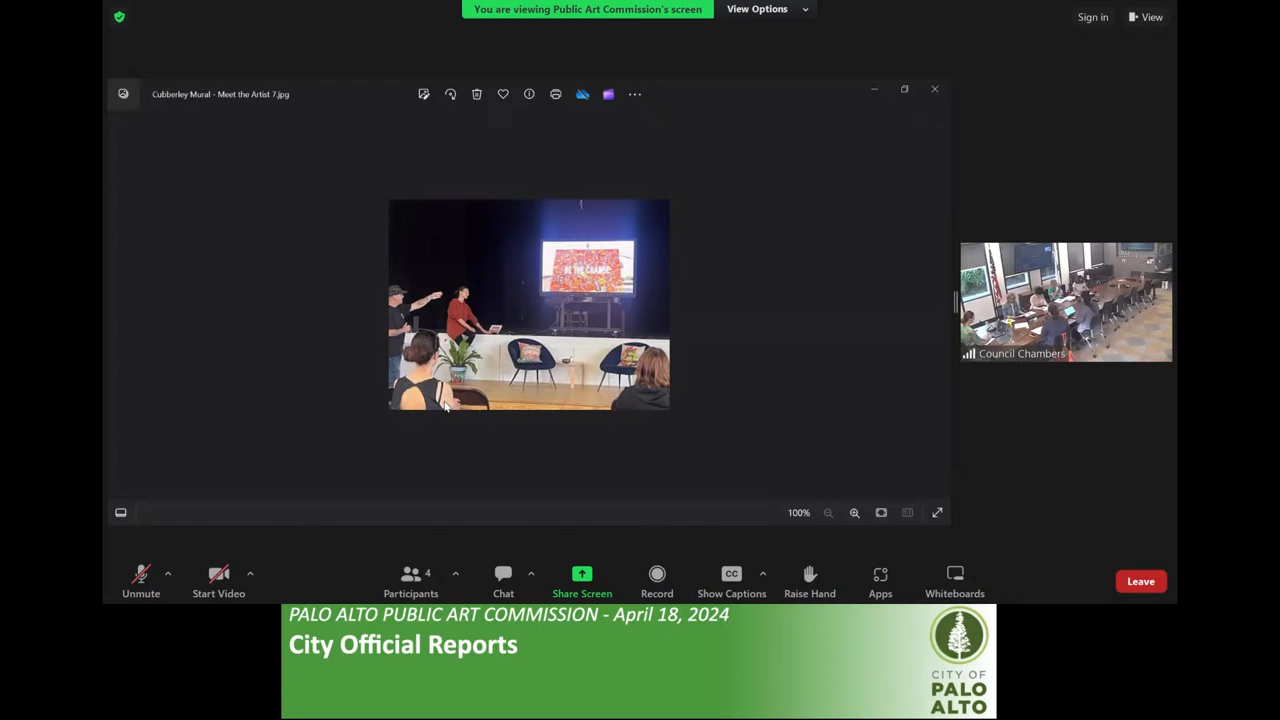 You are viewing Public Art Commission's screen
View Options
Sign in
View
Cubberley Mural - Meet the Artist 7.jpg
BE THE CHANGE
Council Chambers
100%
Unmute
Start Video
4
Participants
Chat
Share Screen
Record
CC
Show Captions
Raise Hand
Apps
Whiteboards
Leave
PALO ALTO PUBLIC ART COMMISSION - April 18, 2024
City Official Reports
CITY OF
PALO
ALTO